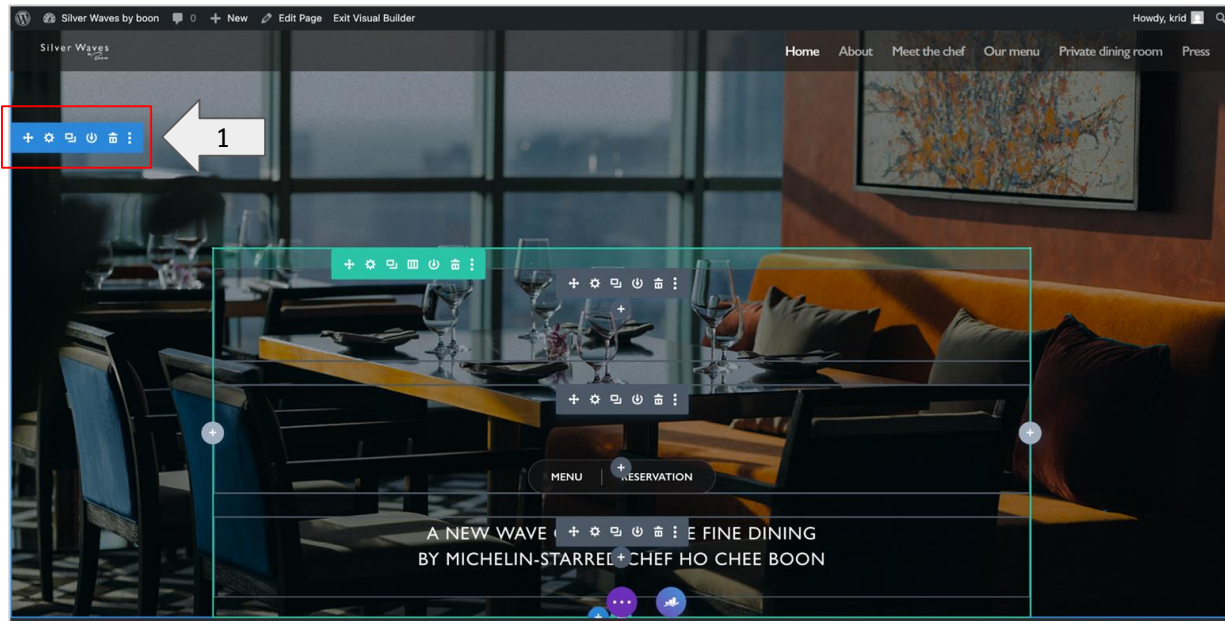 Silver Waves by boon 0 New Edit Page Exit Visual Builder Howdy, krid
Silver Waves
Home About Meet the chef Our menu Private dining room Press
1
MENU RESERVATION
A NEW WAVE E FINE DINING
BY MICHELIN-STARRED CHEF HO CHEE BOON